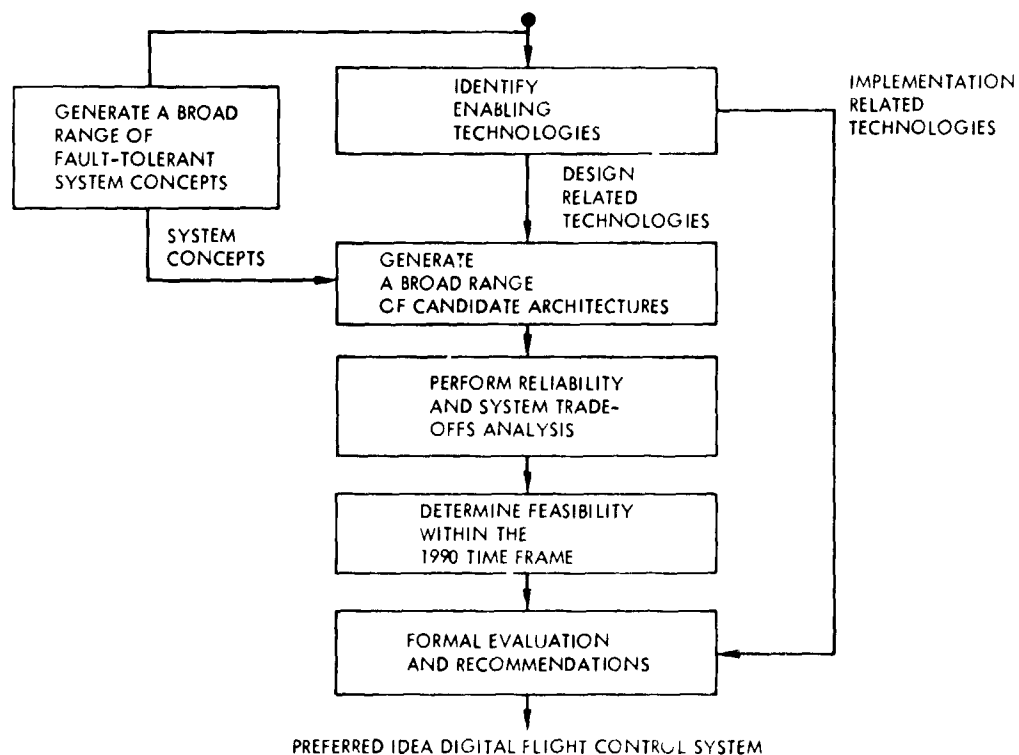 IDENTIFY
ENABLING
TECHNOLOGIES
IMPLEMENTATION
RELATED
TECHNOLOGIES
GENERATE A BROAD
RANGE OF
FAULT-TOLERANT
SYSTEM CONCEPTS
DESIGN
RELATED
TECHNOLOGIES
SYSTEM
CONCEPTS
GENERATE
A BROAD RANGE
OF CANDIDATE ARCHITECTURES
PERFORM RELIABILITY
AND SYSTEM TRADE-
OFFS ANALYSIS
DETERMINE FEASIBILITY
WITHIN THE
1990 TIME FRAME
FORMAL EVALUATION
AND RECOMMENDATIONS
PREFERRED IDEA DIGITAL FLIGHT CONTROL SYSTEM